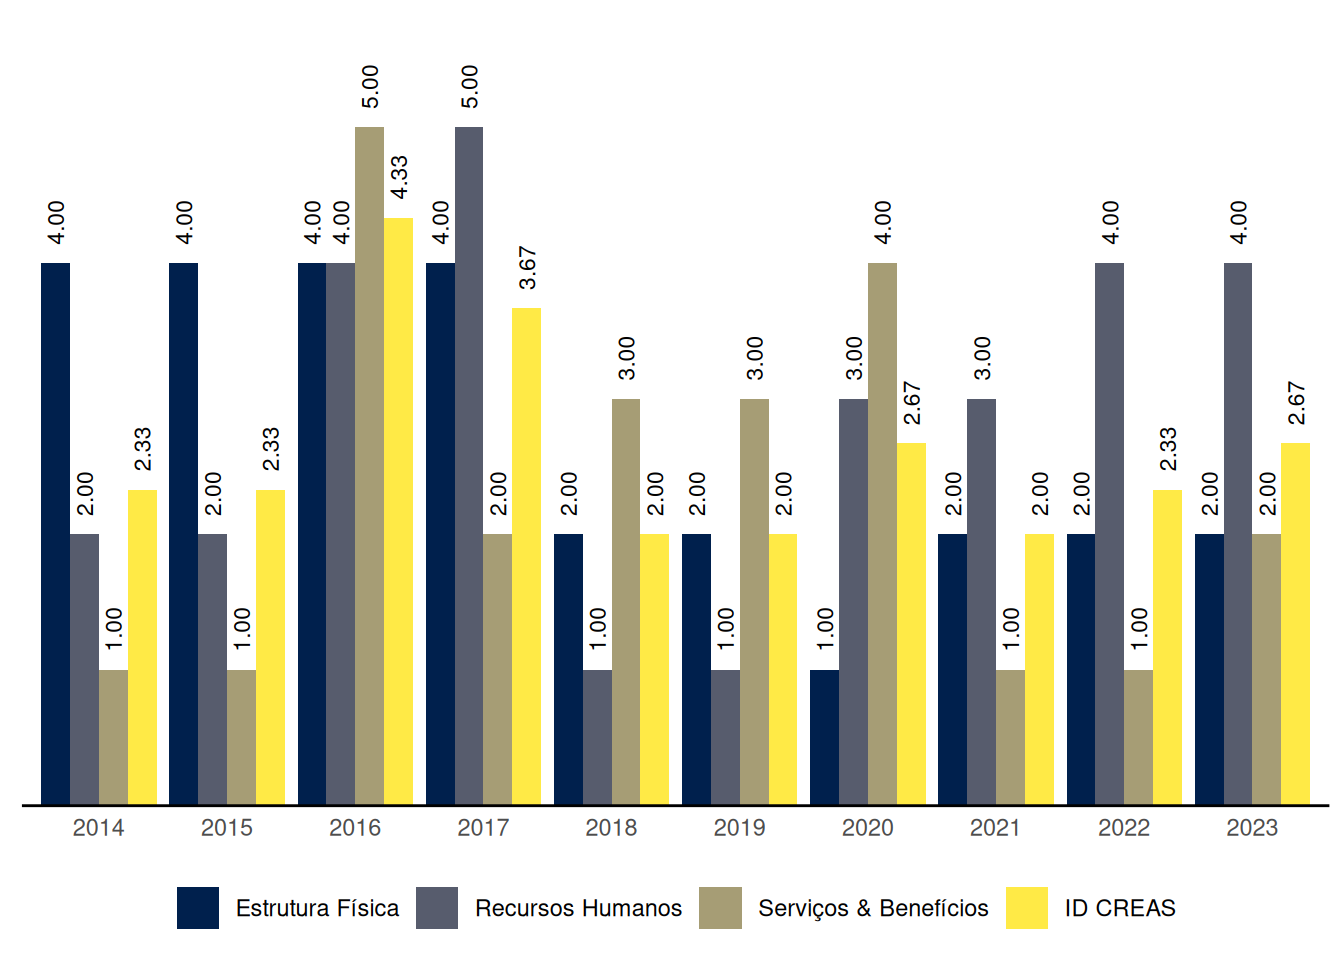 5.00 5.00
4.33
4.00 4.00 4.00 4.00 4.00 4.00 4.00 4.00
3.67
3.00 3.00 3.00 3.00
2.67 2.67
2.33 2.33 2.33
2.00 2.00 2.00 2.00 2.00 2.00 2.00 2.00 2.00 2.00 2.00 2.00
1.00 1.00 1.00 1.00 1.00 1.00 1.00
2014 2015 2016 2017 2018 2019 2020 2021 2022 2023
Estrutura Física Recursos Humanos Serviços & Benefícios ID CREAS